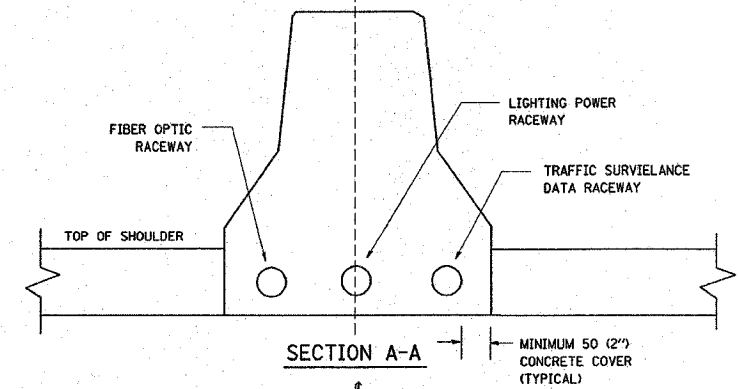 LIGHTING POWER
RACEWAY
FIBER OPTIC
RACEWAY
TRAFFIC SURVIELANCE
DATA RACEWAY
TOP OF SHOULDER
SECTION A-A
MINIMUM 50 (2")
CONCRETE COVER
(TYPICAL)